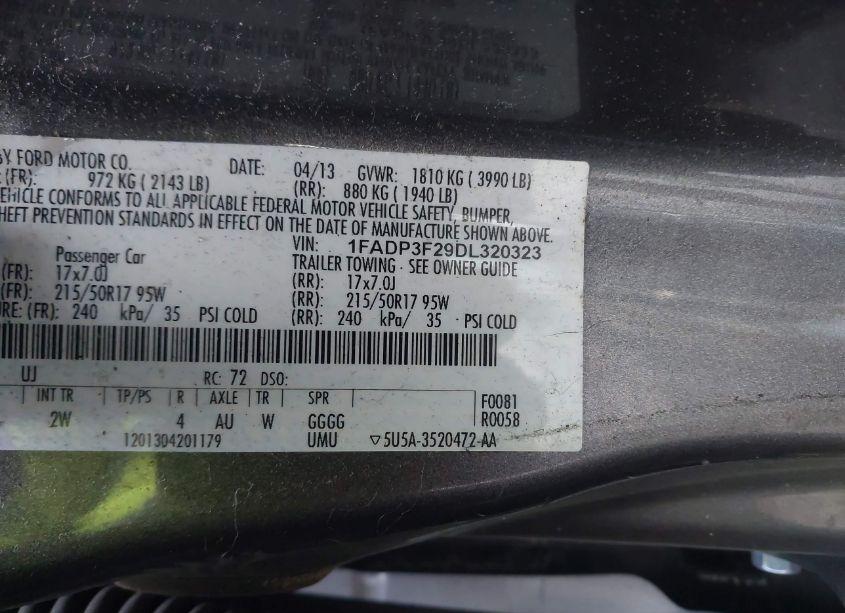 BY FORD MOTOR CO. DATE: 04/13 GVWR: 1810 KG ( 3990 LB)
(FR): 972 KG ( 2143 LB) (RR): 880 KG ( 1940 LB)
VEHICLE CONFORMS TO ALL APPLICABLE FEDERAL MOTOR VEHICLE SAFETY, BUMPER,
HEFT PREVENTION STANDARDS IN EFFECT ON THE DATE OF MANUFACTURE SHOWN ABOVE.
VIN: 1FADP3F29DL320323
Passenger Car TRAILER TOWING - SEE OWNER GUIDE
(FR): 17x7.0J (RR): 17x7.0J
(FR): 215/50R17 95W (RR): 215/50R17 95W
URE: (FR): 240 kPa/ 35 PSI COLD (RR): 240 kPa/ 35 PSI COLD
UJ RC: 72 DSO:
INT TR TP/PS R AXLE TR SPR F0081
2W 4 AU W GGGG R0058
1201304201179 UMU ▽5U5A-3520472-AA